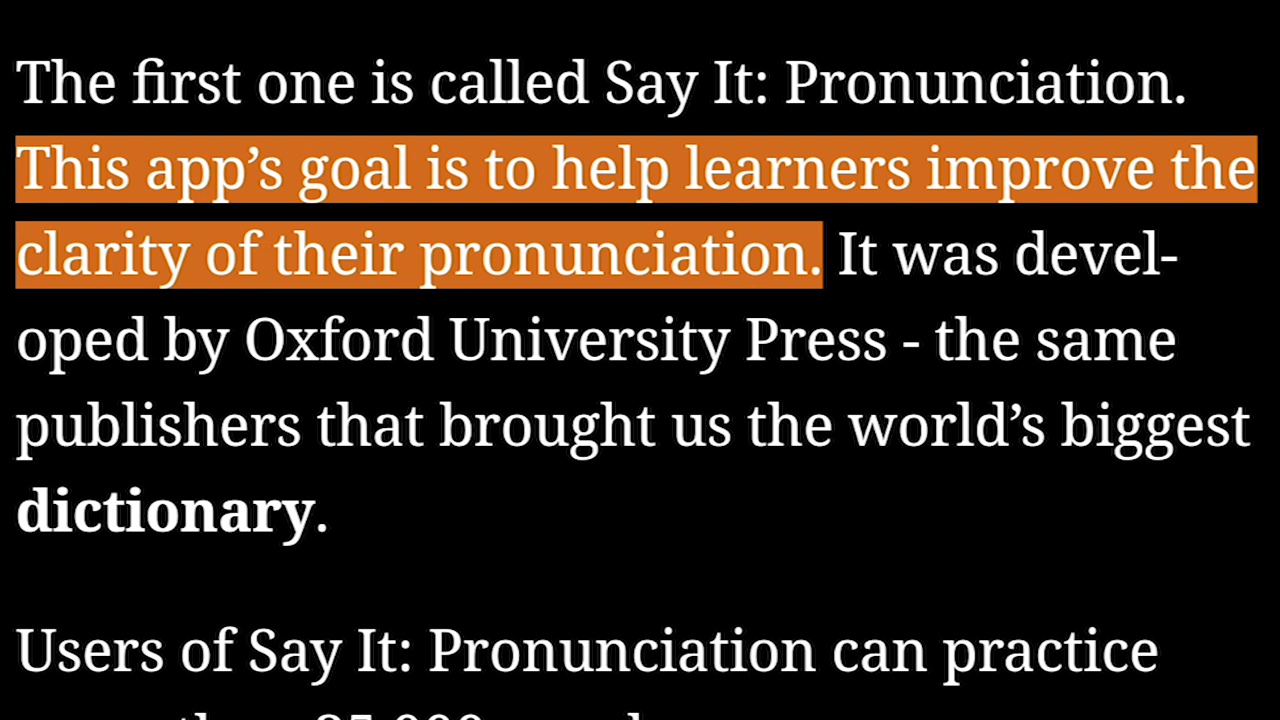 The first one is called Say It: Pronunciation.
This app’s goal is to help learners improve the
clarity of their pronunciation. It was devel-
oped by Oxford University Press - the same
publishers that brought us the world’s biggest
dictionary.
Users of Say It: Pronunciation can practice